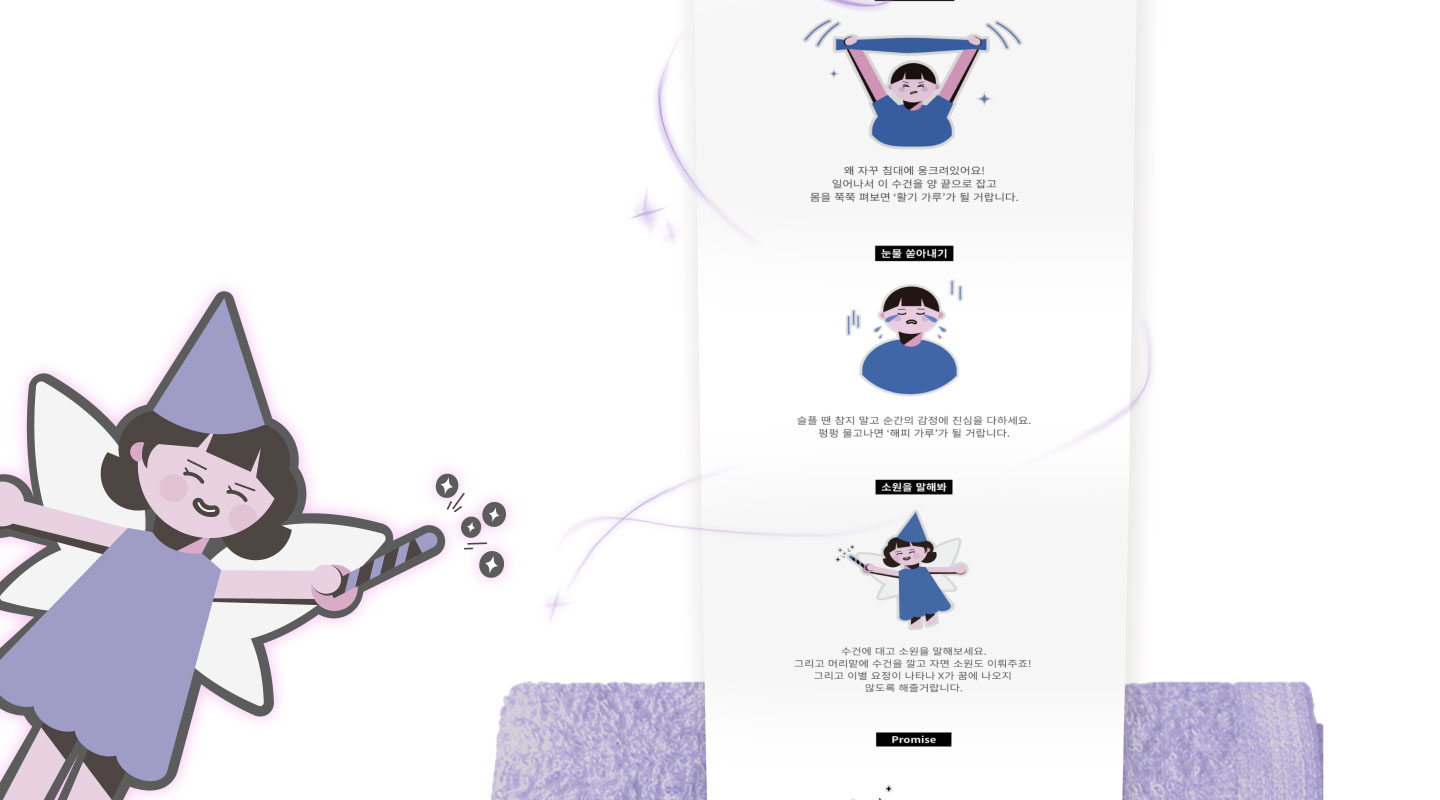 왜 자꾸 침대에 웅크려있어요!
일어나서 이 수건을 양 끝으로 잡고
몸을 쭉쭉 펴보면 ‘활기 가루’가 될 거랍니다.
눈물 쏟아내기
슬플 땐 참지 말고 순간의 감정에 진심을 다하세요.
펑펑 울고나면 ‘해피 가루’가 될 거랍니다.
소원을 말해봐
수건에 대고 소원을 말해보세요.
그리고 머리맡에 수건을 깔고 자면 소원도 이뤄주죠!
그리고 이별 요정이 나타나 X가 꿈에 나오지
않도록 해줄거랍니다.
Promise